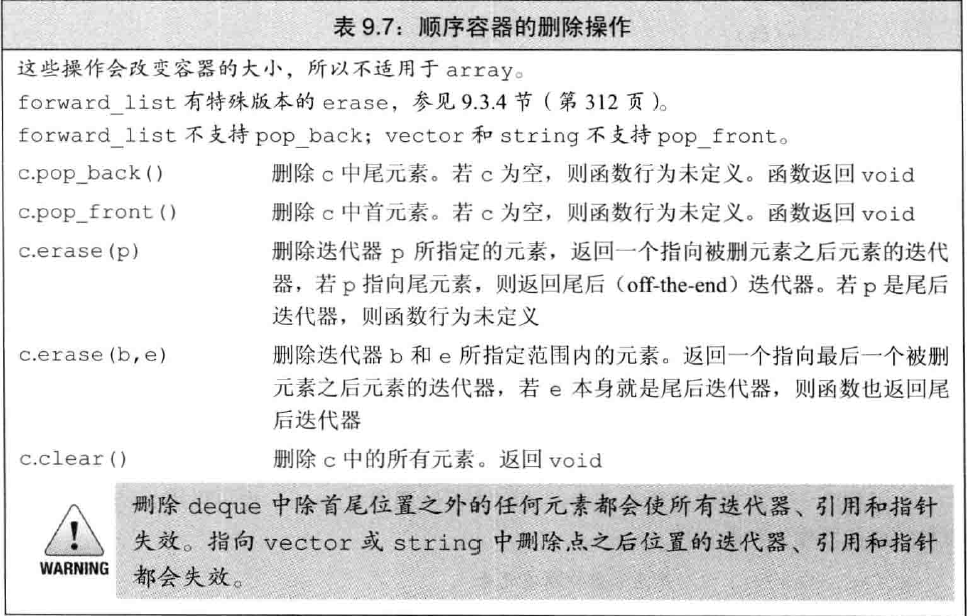 表 9.7：顺序容器的删除操作
这些操作会改变容器的大小，所以不适用于 array。
forward_list 有特殊版本的 erase，参见 9.3.4 节（第 312 页）。
forward_list 不支持 pop_back；vector 和 string 不支持 pop_front。
c.pop_back() 删除 c 中尾元素。若 c 为空，则函数行为未定义。函数返回 void
c.pop_front() 删除 c 中首元素。若 c 为空，则函数行为未定义。函数返回 void
c.erase(p) 删除迭代器 p 所指定的元素，返回一个指向被删元素之后元素的迭代
器，若 p 指向尾元素，则返回尾后（off-the-end）迭代器。若 p 是尾后
迭代器，则函数行为未定义
c.erase(b,e) 删除迭代器 b 和 e 所指定范围内的元素。返回一个指向最后一个被删
元素之后元素的迭代器，若 e 本身就是尾后迭代器，则函数也返回尾
后迭代器
c.clear() 删除 c 中的所有元素。返回 void
删除 deque 中除首尾位置之外的任何元素都会使所有迭代器、引用和指针
失效。指向 vector 或 string 中删除点之后位置的迭代器、引用和指针
都会失效。
WARNING